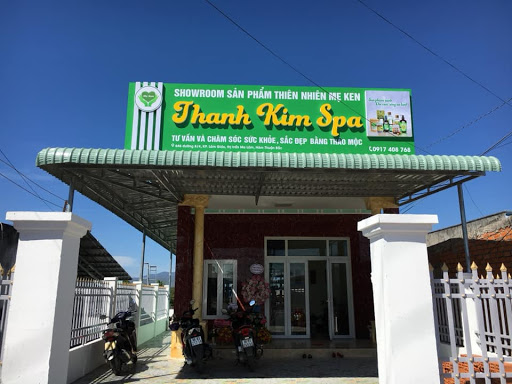 SHOWROOM SẢN PHẨM THIÊN NHIÊN MẸ KEN
Thanh Kim Spa
TƯ VẤN VÀ CHĂM SÓC SỨC KHỎE, SẮC ĐẸP BẰNG THẢO MỘC
0917 408 768